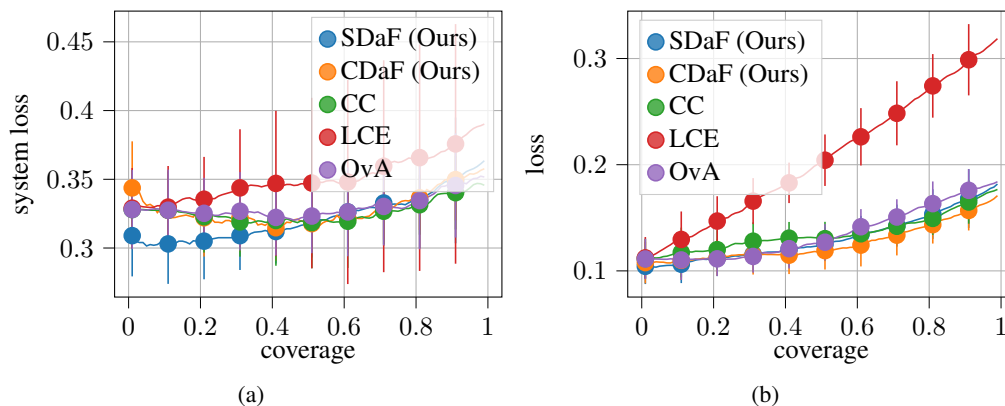 SDaF (Ours)
CDaF (Ours)
CC
LCE
OvA
0.45
0.4
0.35
0.3
system loss
0 0.2 0.4 0.6 0.8 1
coverage
(a)
SDaF (Ours)
CDaF (Ours)
CC
LCE
OvA
0.3
0.2
0.1
loss
0 0.2 0.4 0.6 0.8 1
coverage
(b)